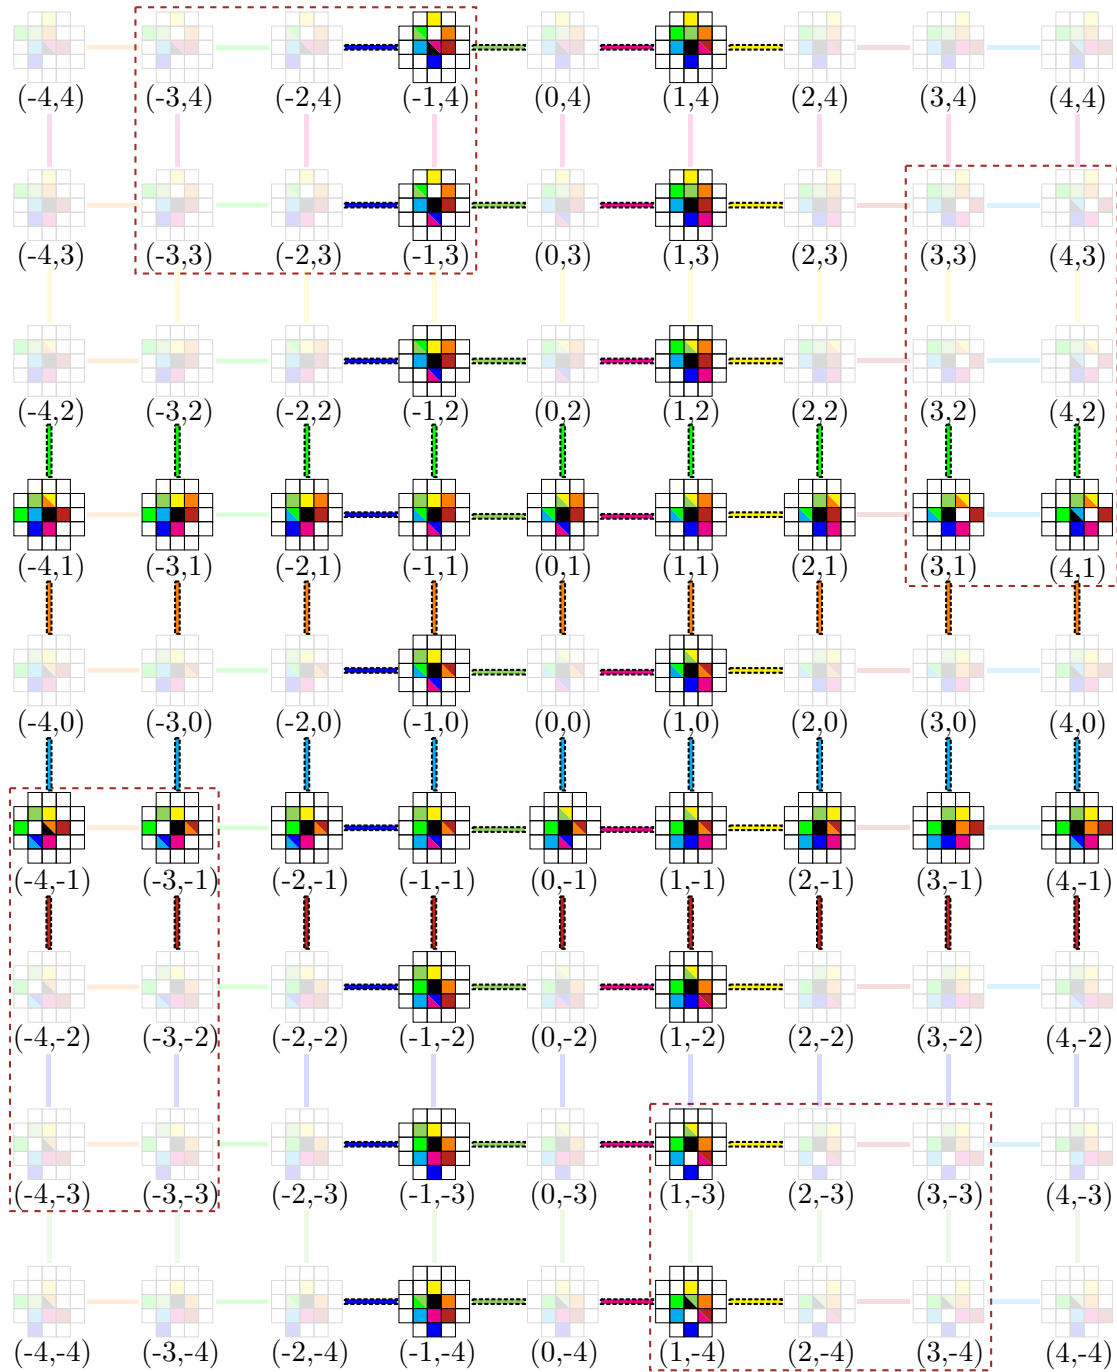 (-4,4) (-3,4) (-2,4) (-1,4) (0,4) (1,4) (2,4) (3,4) (4,4)
(-4,3) (-3,3) (-2,3) (-1,3) (0,3) (1,3) (2,3) (3,3) (4,3)
(-4,2) (-3,2) (-2,2) (-1,2) (0,2) (1,2) (2,2) (3,2) (4,2)
(-4,1) (-3,1) (-2,1) (-1,1) (0,1) (1,1) (2,1) (3,1) (4,1)
(-4,0) (-3,0) (-2,0) (-1,0) (0,0) (1,0) (2,0) (3,0) (4,0)
(-4,-1) (-3,-1) (-2,-1) (-1,-1) (0,-1) (1,-1) (2,-1) (3,-1) (4,-1)
(-4,-2) (-3,-2) (-2,-2) (-1,-2) (0,-2) (1,-2) (2,-2) (3,-2) (4,-2)
(-4,-3) (-3,-3) (-2,-3) (-1,-3) (0,-3) (1,-3) (2,-3) (3,-3) (4,-3)
(-4,-4) (-3,-4) (-2,-4) (-1,-4) (0,-4) (1,-4) (2,-4) (3,-4) (4,-4)